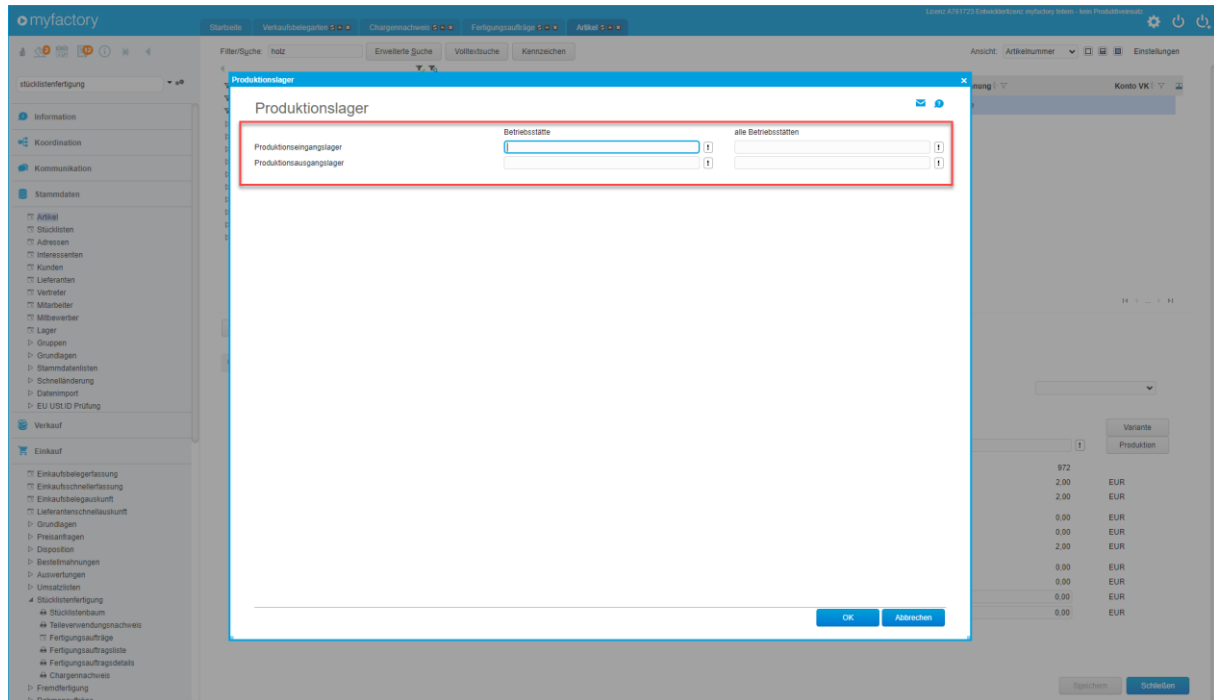 Lizenz A791723 Entwicklerlizenz myfactory Intern - kein Produktiveinsatz
myfactory
Startseite Verkaufsbelegarten Chargennachweis Fertigungsaufträge Artikel
Filter/Suche: holz Erweiterte Suche Volltextsuche Kennzeichen Ansicht: Artikelnummer Einstellungen
stücklistenfertigung
Produktionslager
nung Konto VK
Produktionslager
Information
Betriebsstätte alle Betriebsstätten
Koordination
Produktionseingangslager
Produktionsausgangslager
Kommunikation
Stammdaten
Artikel
Stücklisten
Adressen
Interessenten
Kunden
Lieferanten
Vertreter
Mitarbeiter
Mitbewerber
Lager
Gruppen
Grundlagen
Stammdatenlisten
Schnelländerung
Datenimport
EU USt.ID Prüfung
Verkauf
Variante
Einkauf
Produktion
972
Einkaufsbelegerfassung
2,00 EUR
Einkaufsschnellerfassung
Einkaufsbelegauskunft
2,00 EUR
Lieferantenschnellauskunft
0,00 EUR
Grundlagen
Preisanfragen
0,00 EUR
Disposition
2,00 EUR
Bestellmahnungen
0,00 EUR
Auswertungen
Umsatzlisten
0,00 EUR
Stücklistenfertigung
0,00 EUR
Stücklistenbaum
0,00 EUR
Teileverwendungsnachweis
OK Abbrechen
Fertigungsaufträge
Fertigungsauftragsliste
Fertigungsauftragsdetails
Chargennachweis
Fremdfertigung
Speichern Schließen
Rahmenaufträge